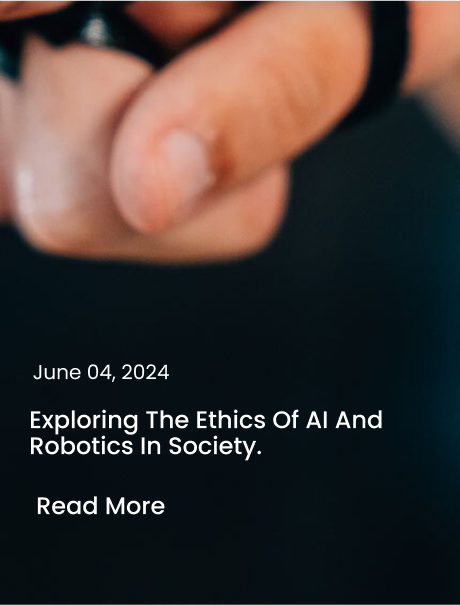 June 04, 2024
Exploring The Ethics Of AI And
Robotics In Society.
Read More